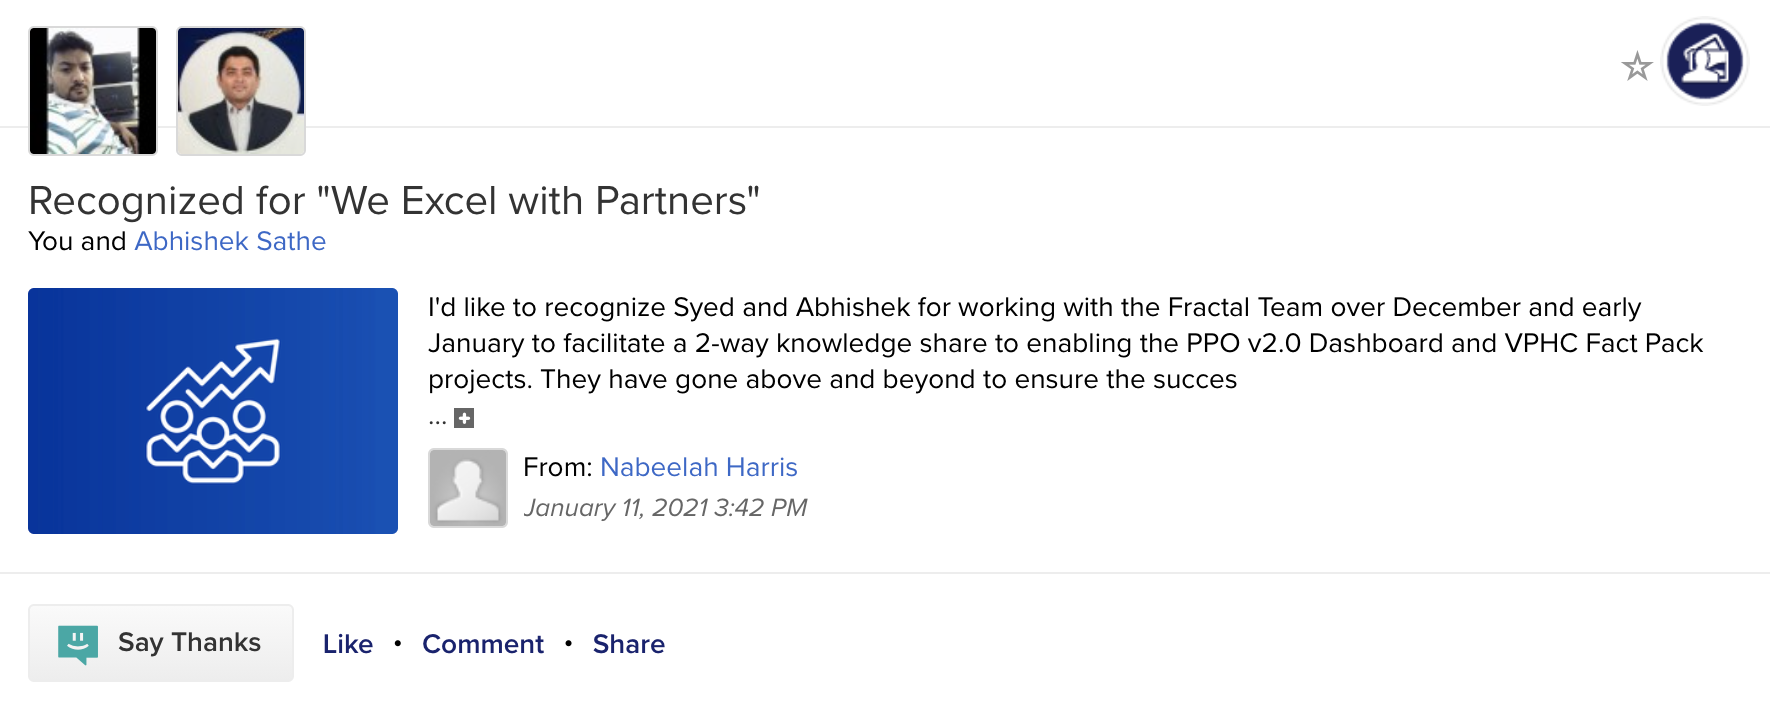 Recognized for "We Excel with Partners"
You and Abhishek Sathe
I'd like to recognize Syed and Abhishek for working with the Fractal Team over December and early
January to facilitate a 2-way knowledge share to enabling the PPO v2.0 Dashboard and VPHC Fact Pack
projects. They have gone above and beyond to ensure the succes
...
From: Nabeelah Harris
January 11, 2021 3:42 PM
Say Thanks
Like • Comment • Share